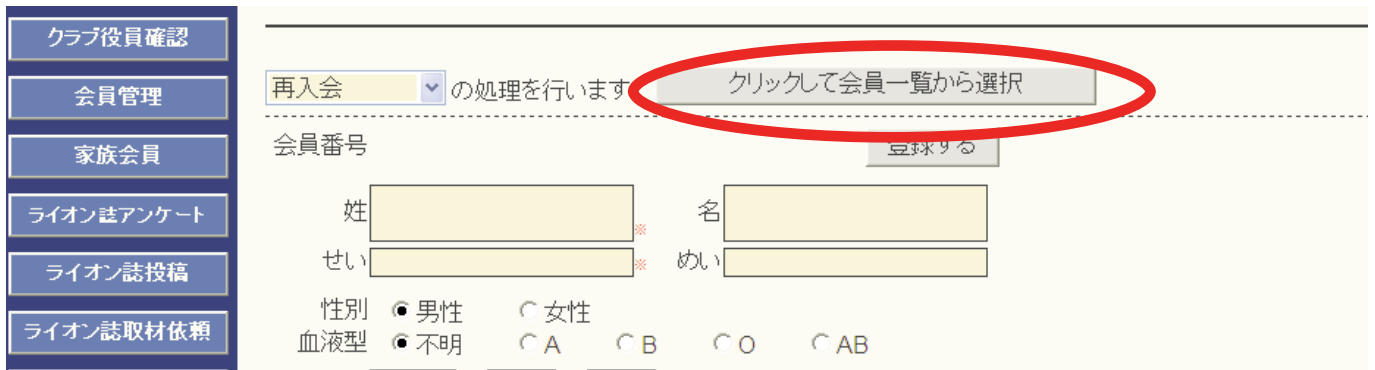 クラブ役員確認
会員管理
家族会員
ライオン誌アンケート
ライオン誌投稿
ライオン誌取材依頼
再入会 の処理を行います クリックして会員一覧から選択
会員番号 登録する
姓 ※ 名
せい ※ めい
性別 男性 女性
血液型 不明 A B O AB